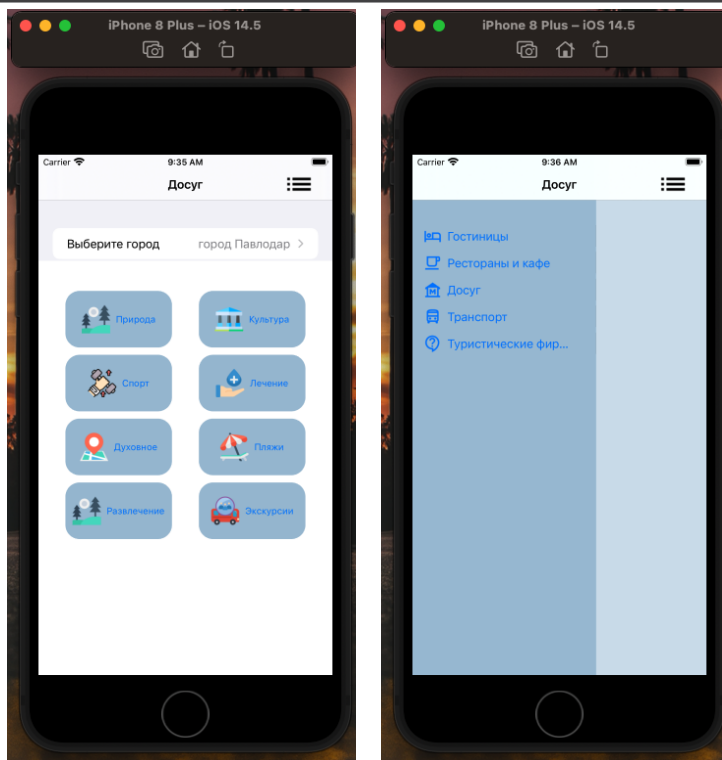 iPhone 8 Plus – iOS 14.5
Carrier
9:35 AM
Досуг
Выберите город
город Павлодар
Природа
Культура
Спорт
Лечение
Духовное
Пляжи
Развлечение
Экскурсии
iPhone 8 Plus – iOS 14.5
Carrier
9:36 AM
Досуг
Гостиницы
Рестораны и кафе
Досуг
Транспорт
Туристические фир...